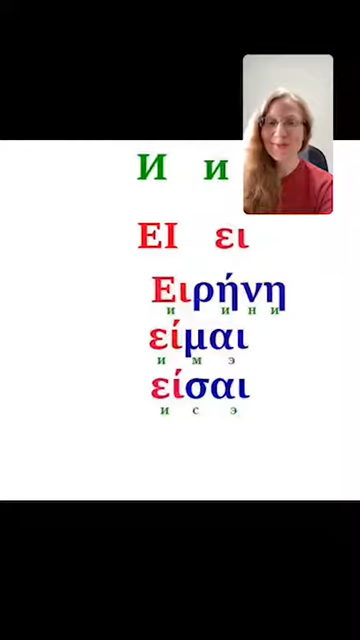 И и
ΕΙ ει
Ειρήνη
и и н и
είμαι
и м э
είσαι
и с э